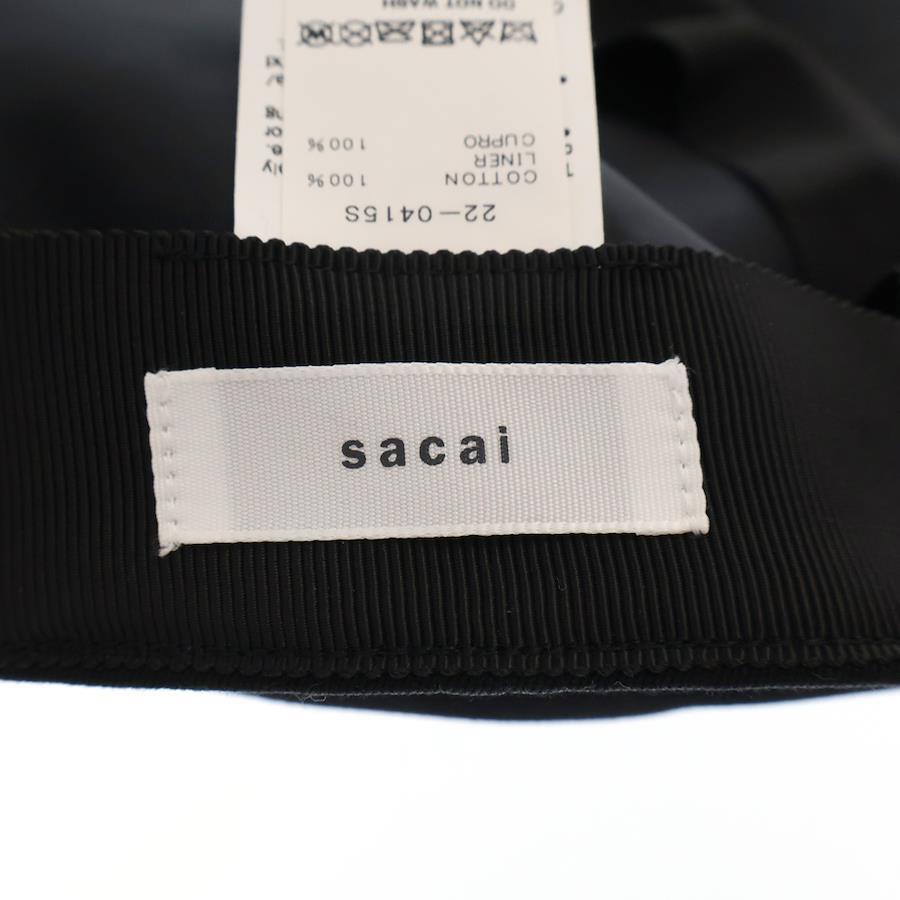 sacai
22-0415S
COTTON 100%
LINER
CUPRO 100%
DO NOT WASH